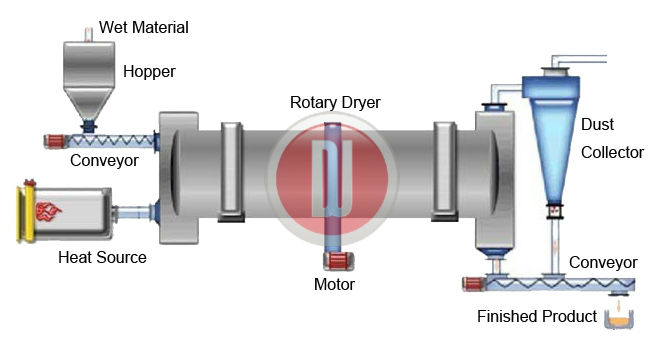 Wet Material
Hopper
Rotary Dryer
Dust
Collector
Conveyor
Heat Source
Motor
Conveyor
Finished Product